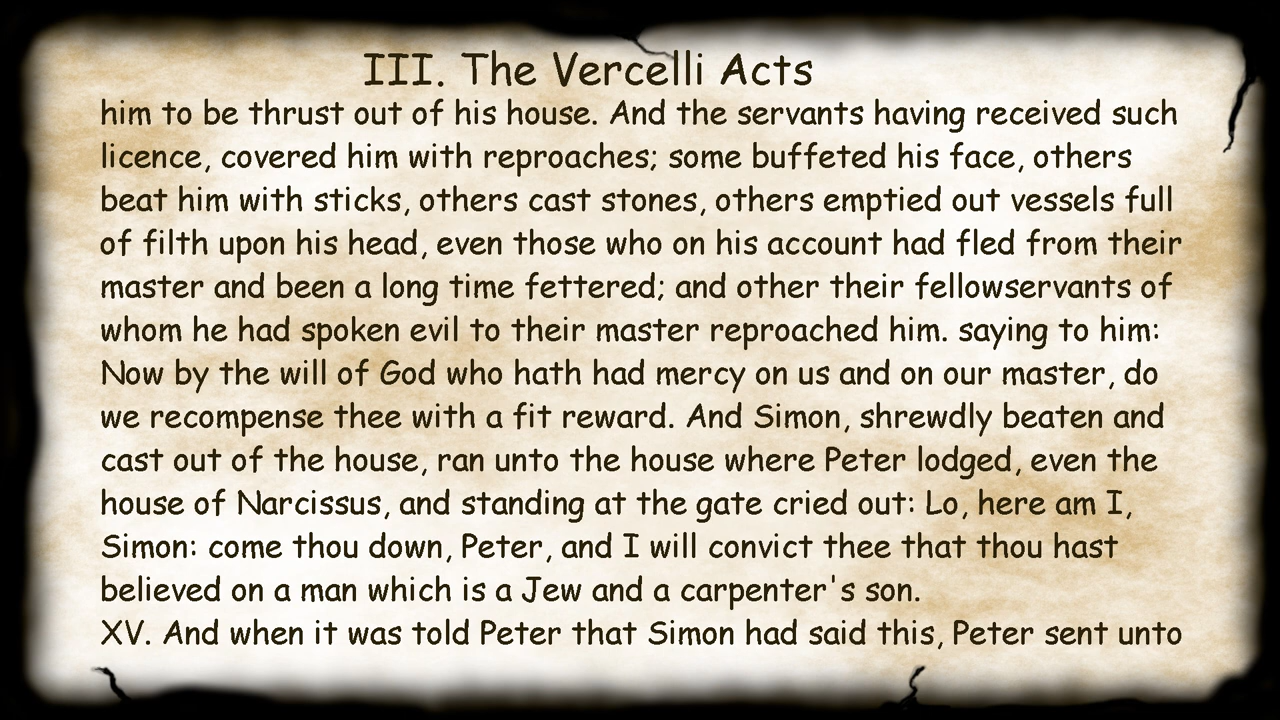 III. The Vercelli Acts
him to be thrust out of his house. And the servants having received such
licence, covered him with reproaches; some buffeted his face, others
beat him with sticks, others cast stones, others emptied out vessels full
of filth upon his head, even those who on his account had fled from their
master and been a long time fettered; and other their fellowservants of
whom he had spoken evil to their master reproached him. saying to him:
Now by the will of God who hath had mercy on us and on our master, do
we recompense thee with a fit reward. And Simon, shrewdly beaten and
cast out of the house, ran unto the house where Peter lodged, even the
house of Narcissus, and standing at the gate cried out: Lo, here am I,
Simon: come thou down, Peter, and I will convict thee that thou hast
believed on a man which is a Jew and a carpenter's son.
XV. And when it was told Peter that Simon had said this, Peter sent unto